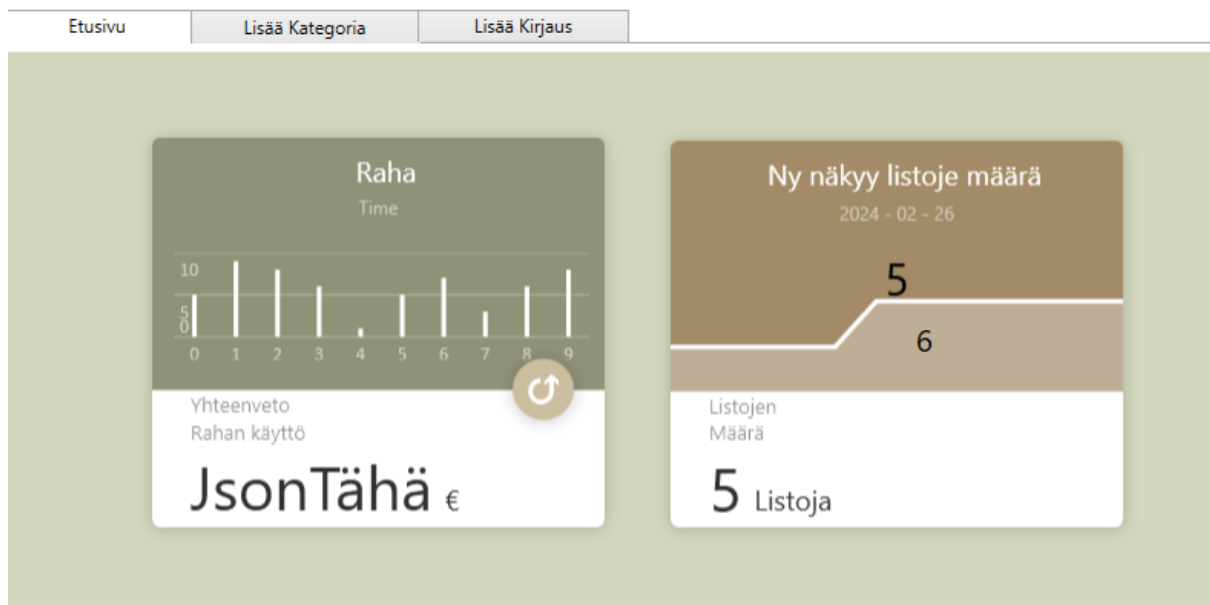 Etusivu
Lisää Kategoria
Lisää Kirjaus
Raha
Time
10
5
0
0 1 2 3 4 5 6 7 8 9
Yhteenveto
Rahan käyttö
JsonTähä €
Ny näkyy listoje määrä
2024 - 02 - 26
5
6
Listojen
Määrä
5 Listoja